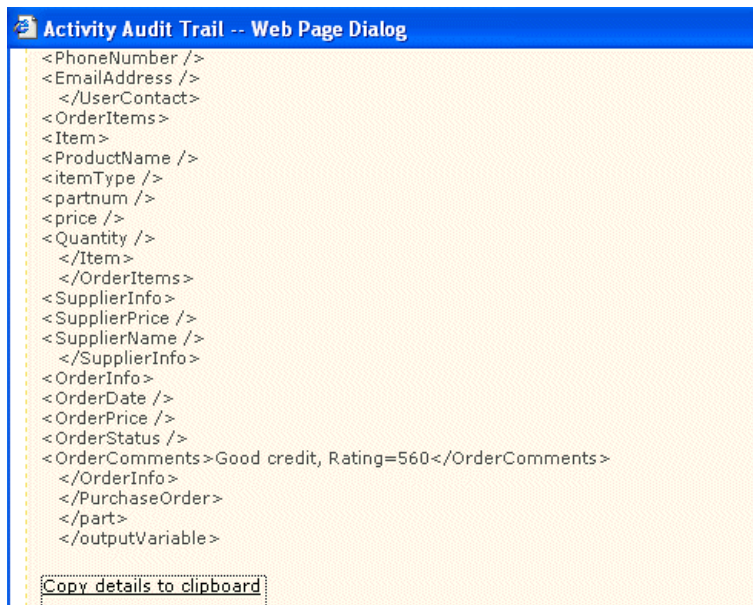 Activity Audit Trail -- Web Page Dialog
<PhoneNumber />
<EmailAddress />
</UserContact>
<OrderItems>
<Item>
<ProductName />
<itemType />
<partnum />
<price />
<Quantity />
</Item>
</OrderItems>
<SupplierInfo>
<SupplierPrice />
<SupplierName />
</SupplierInfo>
<OrderInfo>
<OrderDate />
<OrderPrice />
<OrderStatus />
<OrderComments>Good credit, Rating=560</OrderComments>
</OrderInfo>
</PurchaseOrder>
</part>
</outputVariable>
Copy details to clipboard